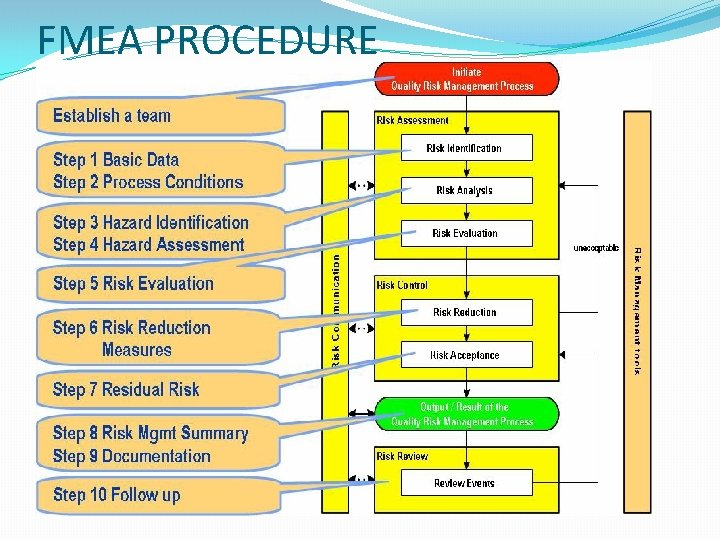 FMEA PROCEDURE
Initiate
Quality Risk Management Process
Establish a team
Step 1 Basic Data
Step 2 Process Conditions
Step 3 Hazard Identification
Step 4 Hazard Assessment
Step 5 Risk Evaluation
Step 6 Risk Reduction
Measures
Step 7 Residual Risk
Step 8 Risk Mgmt Summary
Step 9 Documentation
Step 10 Follow up
Risk Communication
Risk Assessment
Risk Identification
Risk Analysis
Risk Evaluation
unacceptable
Risk Control
Risk Reduction
Risk Acceptance
Output / Result of the
Quality Risk Management Process
Risk Review
Review Events
Risk Management tools